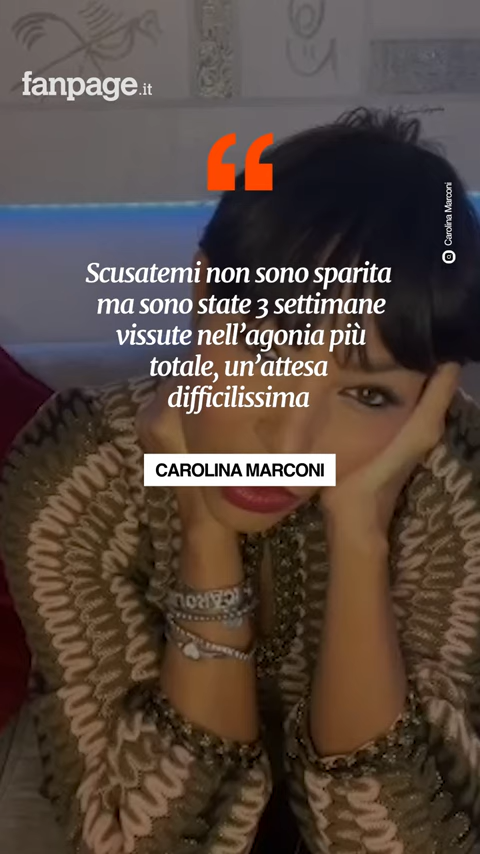 fanpage.it
Carolina Marconi
Scusatemi non sono sparita
ma sono state 3 settimane
vissute nell’agonia più
totale, un’attesa
difficilissima
CAROLINA MARCONI